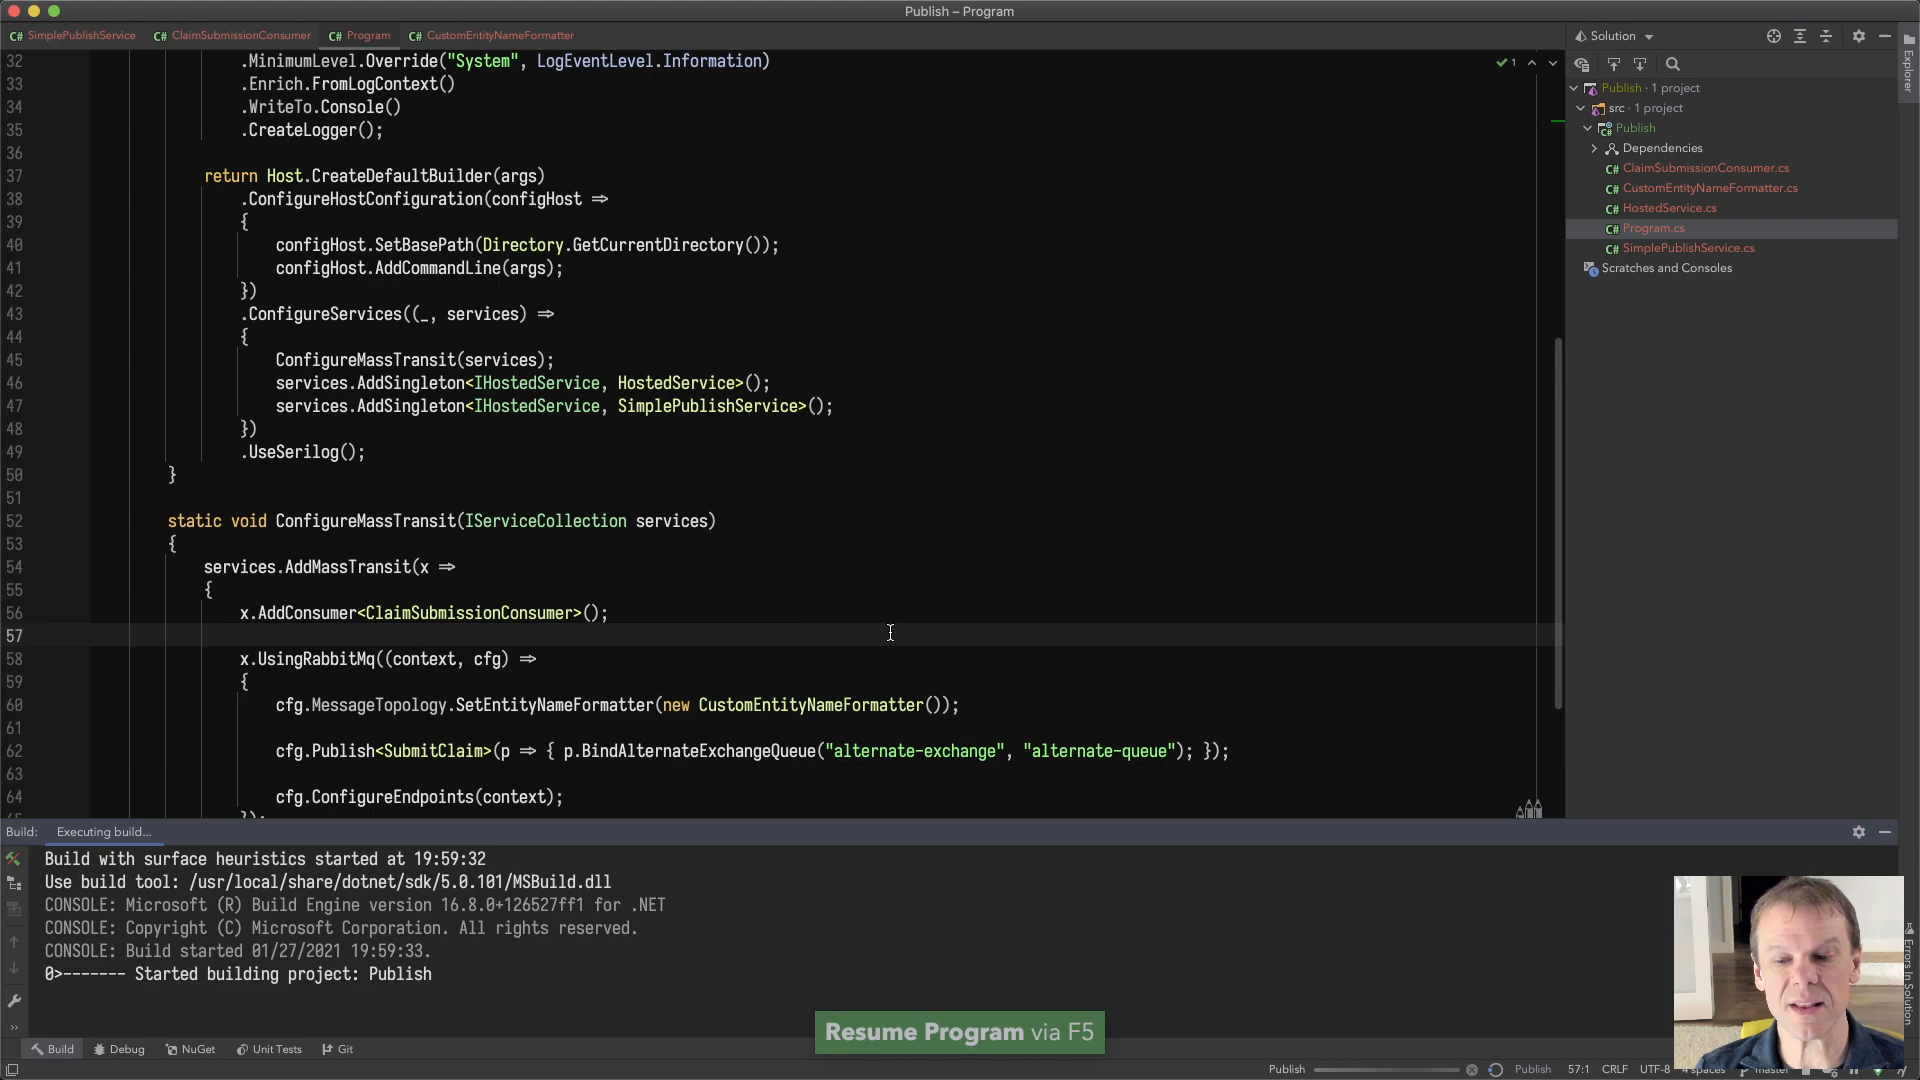 Publish – Program
C# SimplePublishService C# ClaimSubmissionConsumer C# Program C# CustomEntityNameFormatter
Solution
32 .MinimumLevel.Override("System", LogEventLevel.Information)
33 .Enrich.FromLogContext()
34 .WriteTo.Console()
35 .CreateLogger();
36
37 return Host.CreateDefaultBuilder(args)
38 .ConfigureHostConfiguration(configHost ⇒
39 {
40 configHost.SetBasePath(Directory.GetCurrentDirectory());
41 configHost.AddCommandLine(args);
42 })
43 .ConfigureServices((_, services) ⇒
44 {
45 ConfigureMassTransit(services);
46 services.AddSingleton<IHostedService, HostedService>();
47 services.AddSingleton<IHostedService, SimplePublishService>();
48 })
49 .UseSerilog();
50 }
51
52 static void ConfigureMassTransit(IServiceCollection services)
53 {
54 services.AddMassTransit(x ⇒
55 {
56 x.AddConsumer<ClaimSubmissionConsumer>();
57
58 x.UsingRabbitMq((context, cfg) ⇒
59 {
60 cfg.MessageTopology.SetEntityNameFormatter(new CustomEntityNameFormatter());
61
62 cfg.Publish<SubmitClaim>(p ⇒ { p.BindAlternateExchangeQueue("alternate-exchange", "alternate-queue"); });
63
64 cfg.ConfigureEndpoints(context);
});
1
Publish · 1 project
src · 1 project
Publish
Dependencies
C# ClaimSubmissionConsumer.cs
C# CustomEntityNameFormatter.cs
C# HostedService.cs
C# Program.cs
C# SimplePublishService.cs
Scratches and Consoles
Explorer
Errors In Solution
Build: Executing build...
Build with surface heuristics started at 19:59:32
Use build tool: /usr/local/share/dotnet/sdk/5.0.101/MSBuild.dll
CONSOLE: Microsoft (R) Build Engine version 16.8.0+126527ff1 for .NET
CONSOLE: Copyright (C) Microsoft Corporation. All rights reserved.
CONSOLE: Build started 01/27/2021 19:59:33.
0>------- Started building project: Publish
Resume Program via F5
Build Debug NuGet Unit Tests Git
Publish Publish 57:1 CRLF UTF-8 4 spaces master